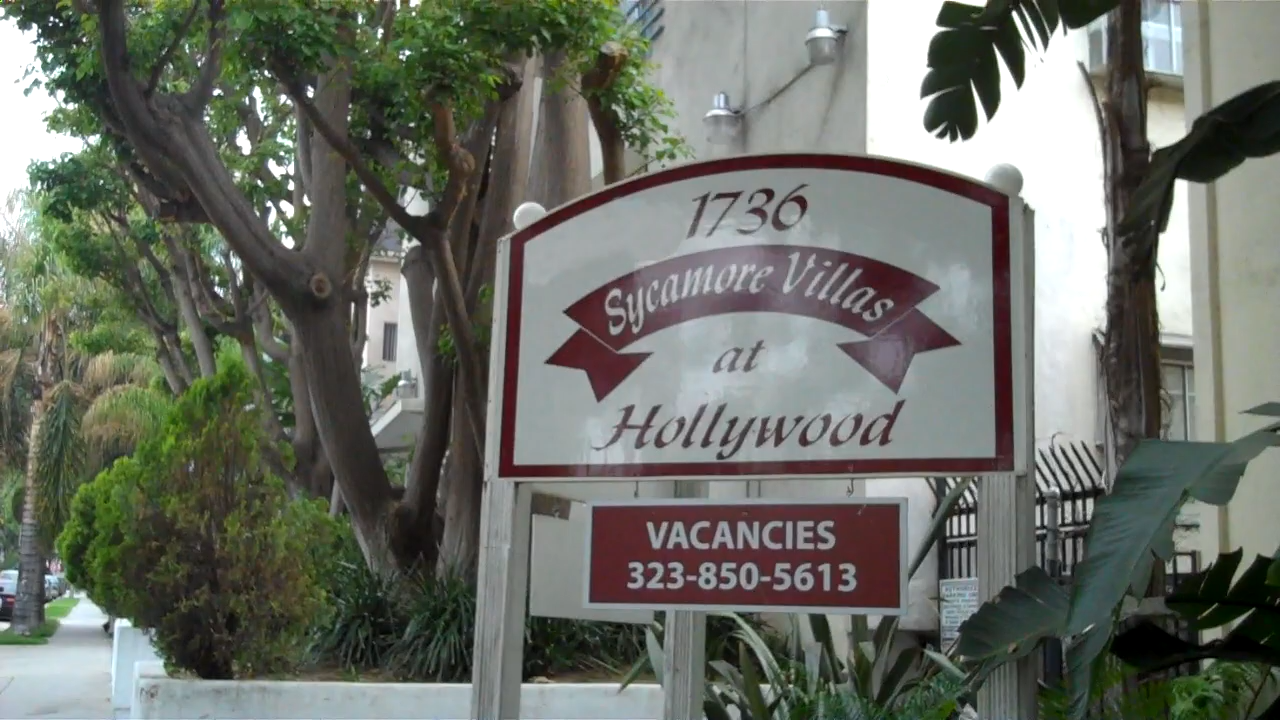 1736
Sycamore Villas
at
Hollywood
VACANCIES
323-850-5613